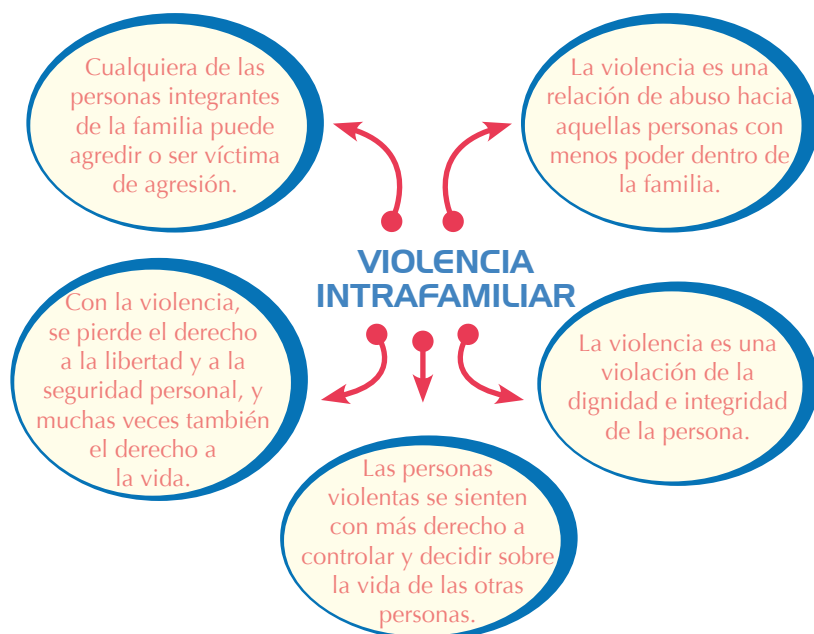 Cualquiera de las
personas integrantes
de la familia puede
agredir o ser víctima
de agresión.
La violencia es una
relación de abuso hacia
aquellas personas con
menos poder dentro de
la familia.
VIOLENCIA
INTRAFAMILIAR
Con la violencia,
se pierde el derecho
a la libertad y a la
seguridad personal, y
muchas veces también
el derecho a
la vida.
La violencia es una
violación de la
dignidad e integridad
de la persona.
Las personas
violentas se sienten
con más derecho a
controlar y decidir sobre
la vida de las otras
personas.